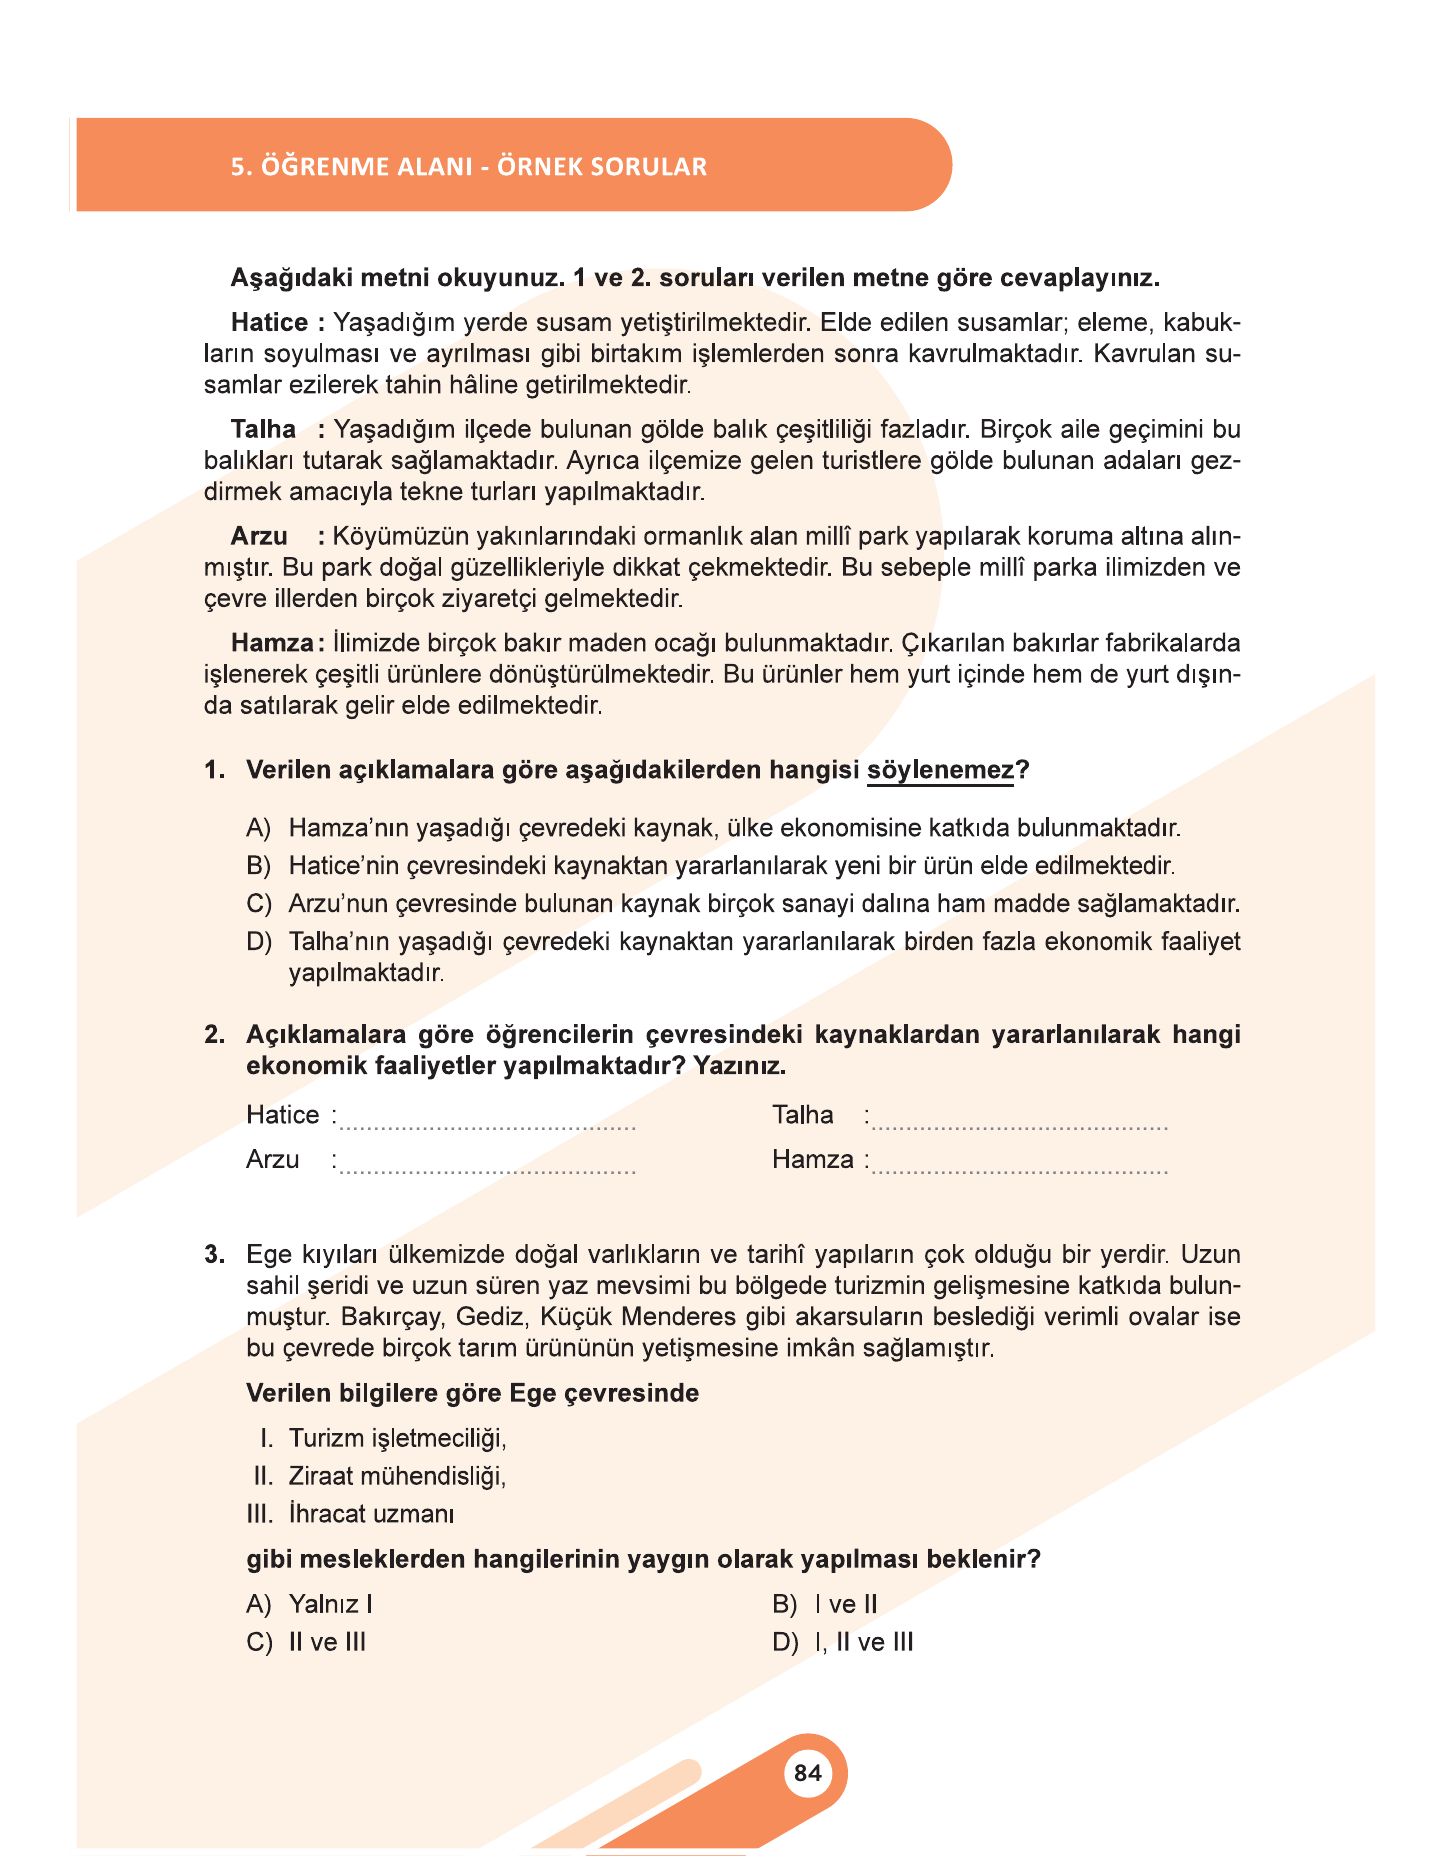 5. ÖĞRENME ALANI - ÖRNEK SORULAR
Aşağıdaki metni okuyunuz. 1 ve 2. soruları verilen metne göre cevaplayınız.
Hatice : Yaşadığım yerde susam yetiştirilmektedir. Elde edilen susamlar; eleme, kabuk-
ların soyulması ve ayrılması gibi birtakım işlemlerden sonra kavrulmaktadır. Kavrulan su-
samlar ezilerek tahin hâline getirilmektedir.
Talha : Yaşadığım ilçede bulunan gölde balık çeşitliliği fazladır. Birçok aile geçimini bu
balıkları tutarak sağlamaktadır. Ayrıca ilçemize gelen turistlere gölde bulunan adaları gez-
dirmek amacıyla tekne turları yapılmaktadır.
Arzu : Köyümüzün yakınlarındaki ormanlık alan millî park yapılarak koruma altına alın-
mıştır. Bu park doğal güzellikleriyle dikkat çekmektedir. Bu sebeple millî parka ilimizden ve
çevre illerden birçok ziyaretçi gelmektedir.
Hamza : İlimizde birçok bakır maden ocağı bulunmaktadır. Çıkarılan bakırlar fabrikalarda
işlenerek çeşitli ürünlere dönüştürülmektedir. Bu ürünler hem yurt içinde hem de yurt dışın-
da satılarak gelir elde edilmektedir.
1. Verilen açıklamalara göre aşağıdakilerden hangisi söylenemez?
A) Hamza’nın yaşadığı çevredeki kaynak, ülke ekonomisine katkıda bulunmaktadır.
B) Hatice’nin çevresindeki kaynaktan yararlanılarak yeni bir ürün elde edilmektedir.
C) Arzu’nun çevresinde bulunan kaynak birçok sanayi dalına ham madde sağlamaktadır.
D) Talha’nın yaşadığı çevredeki kaynaktan yararlanılarak birden fazla ekonomik faaliyet
yapılmaktadır.
2. Açıklamalara göre öğrencilerin çevresindeki kaynaklardan yararlanılarak hangi
ekonomik faaliyetler yapılmaktadır? Yazınız.
Hatice :........................................... Talha :...........................................
Arzu :........................................... Hamza :...........................................
3. Ege kıyıları ülkemizde doğal varlıkların ve tarihî yapıların çok olduğu bir yerdir. Uzun
sahil şeridi ve uzun süren yaz mevsimi bu bölgede turizmin gelişmesine katkıda bulun-
muştur. Bakırçay, Gediz, Küçük Menderes gibi akarsuların beslediği verimli ovalar ise
bu çevrede birçok tarım ürününün yetişmesine imkân sağlamıştır.
Verilen bilgilere göre Ege çevresinde
I. Turizm işletmeciliği,
II. Ziraat mühendisliği,
III. İhracat uzmanı
gibi mesleklerden hangilerinin yaygın olarak yapılması beklenir?
A) Yalnız I B) I ve II
C) II ve III D) I, II ve III
84